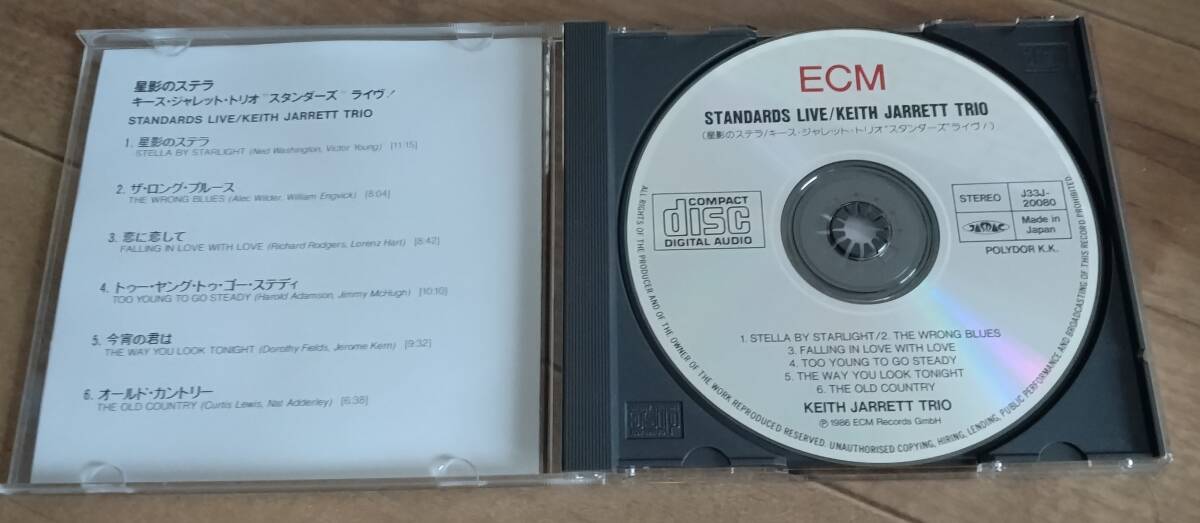 星影のステラ
キース・ジャレット・トリオ "スタンダーズ" ライヴ!
STANDARDS LIVE/KEITH JARRETT TRIO
1. 星影のステラ
STELLA BY STARLIGHT (Ned Washington, Victor Young) [11:15]
2. ザ・ロング・ブルース
THE WRONG BLUES (Alec Wilder, William Engvick) [8:04]
3. 恋に恋して
FALLING IN LOVE WITH LOVE (Richard Rodgers, Lorenz Hart) [8:42]
4. トゥー・ヤング・トゥ・ゴー・ステディ
TOO YOUNG TO GO STEADY (Harold Adamson, Jimmy McHugh) [10:10]
5. 今宵の君は
THE WAY YOU LOOK TONIGHT (Dorothy Fields, Jerome Kern) [9:32]
6. オールド・カントリー
THE OLD COUNTRY (Curtis Lewis, Nat Adderley) [6:38]
ECM
STANDARDS LIVE/KEITH JARRETT TRIO
(星影のステラ/キース・ジャレット・トリオ"スタンダーズ"ライヴ!)
COMPACT
disc
DIGITAL AUDIO
STEREO
J33J-
20080
JASRAC
Made in
Japan
POLYDOR K.K.
1. STELLA BY STARLIGHT/2. THE WRONG BLUES
3. FALLING IN LOVE WITH LOVE
4. TOO YOUNG TO GO STEADY
5. THE WAY YOU LOOK TONIGHT
6. THE OLD COUNTRY
KEITH JARRETT TRIO
Ⓟ1986 ECM Records GmbH
ALL RIGHTS OF THE PRODUCER AND OF THE OWNER OF THE WORK REPRODUCED RESERVED. UNAUTHORISED COPYING, HIRING, LENDING, PUBLIC PERFORMANCE AND BROADCASTING OF THIS RECORD PROHIBITED.